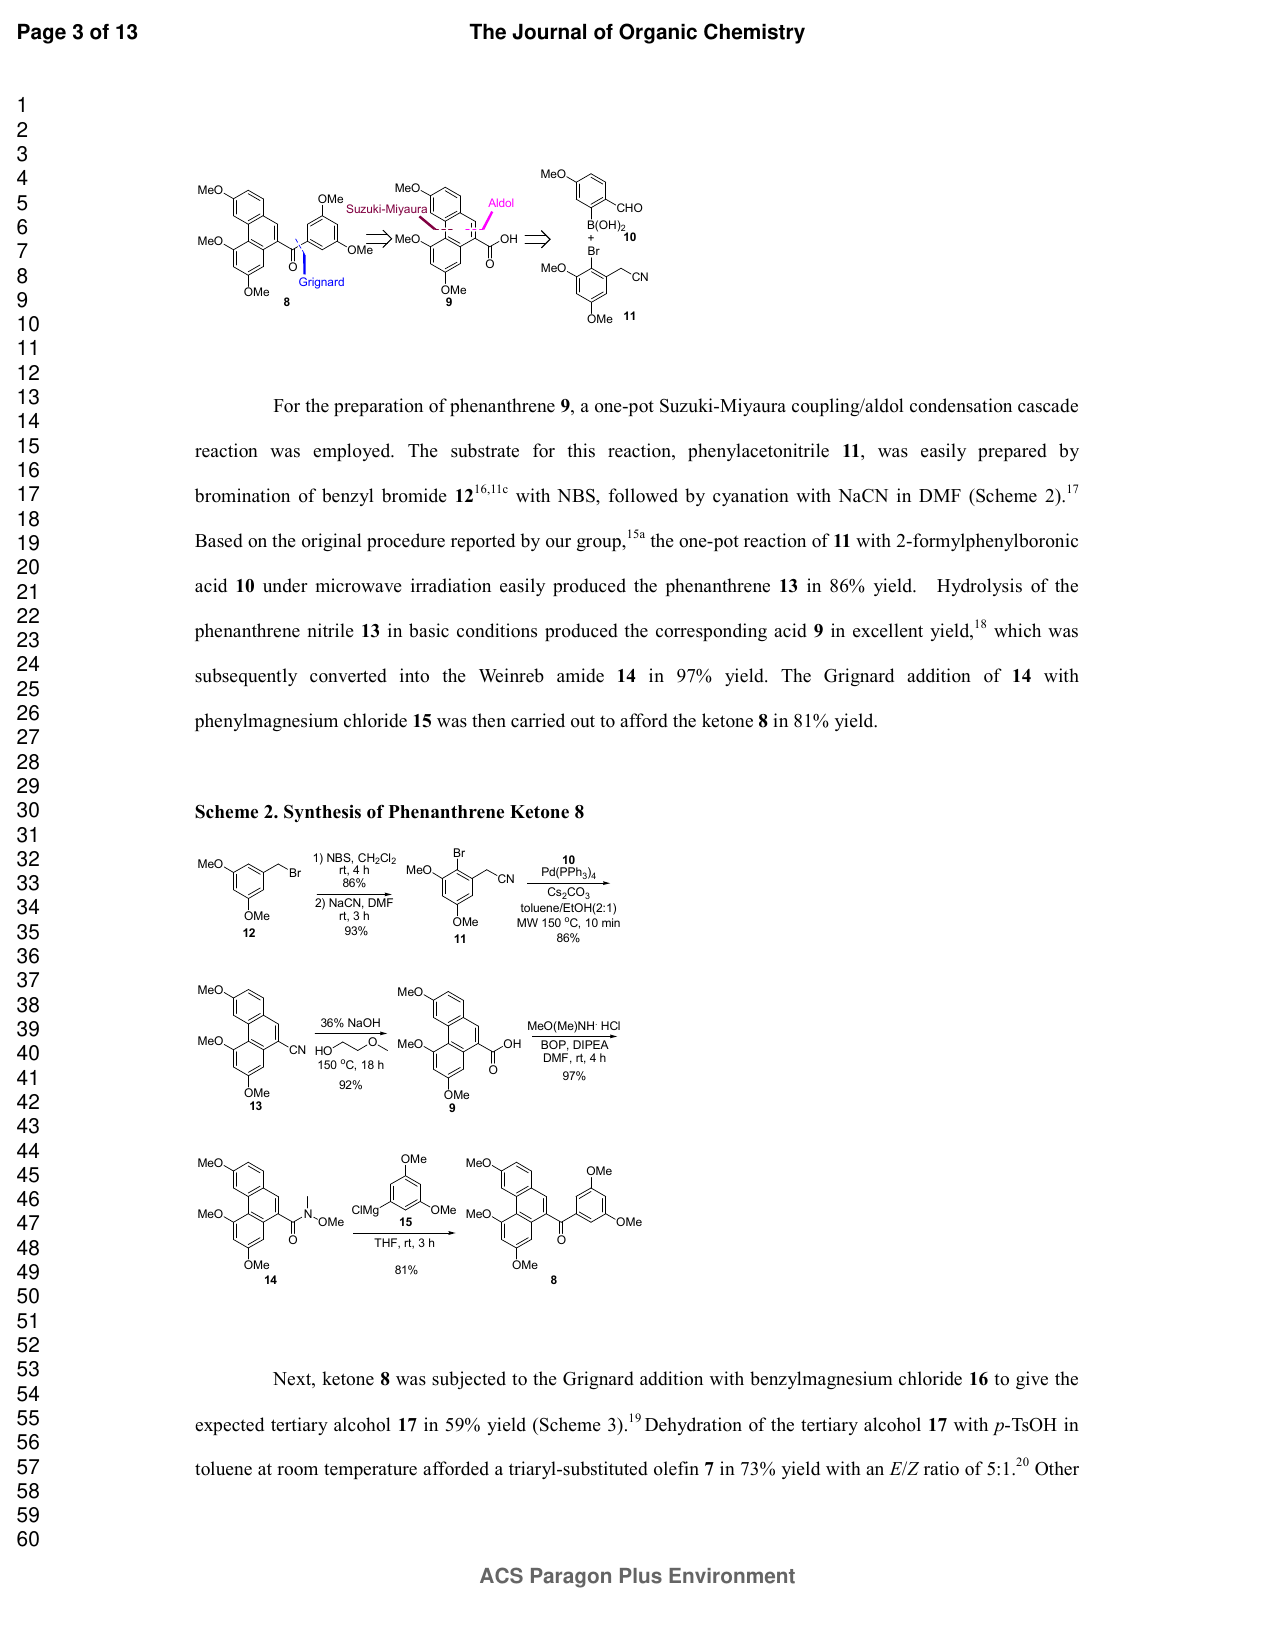 Page 3 of 13
The Journal of Organic Chemistry
1
2
3
4
5
6
7
8
9
10
11
12
13
14
15
16
17
18
19
20
21
22
23
24
25
26
27
28
29
30
31
32
33
34
35
36
37
38
39
40
41
42
43
44
45
46
47
48
49
50
51
52
53
54
55
56
57
58
59
60
MeO
OMe
MeO
OMe
O
Grignard
OMe
8
MeO
Suzuki-Miyaura
Aldol
MeO
OH
O
OMe
9
MeO
CHO
B(OH)2
10
+
Br
MeO
CN
OMe
11
For the preparation of phenanthrene 9, a one-pot Suzuki-Miyaura coupling/aldol condensation cascade
reaction was employed. The substrate for this reaction, phenylacetonitrile 11, was easily prepared by
bromination of benzyl bromide 1216,11c with NBS, followed by cyanation with NaCN in DMF (Scheme 2).17
Based on the original procedure reported by our group,15a the one-pot reaction of 11 with 2-formylphenylboronic
acid 10 under microwave irradiation easily produced the phenanthrene 13 in 86% yield. Hydrolysis of the
phenanthrene nitrile 13 in basic conditions produced the corresponding acid 9 in excellent yield,18 which was
subsequently converted into the Weinreb amide 14 in 97% yield. The Grignard addition of 14 with
phenylmagnesium chloride 15 was then carried out to afford the ketone 8 in 81% yield.
Scheme 2. Synthesis of Phenanthrene Ketone 8
MeO
Br
OMe
12
1) NBS, CH2Cl2
rt, 4 h
86%
2) NaCN, DMF
rt, 3 h
93%
Br
MeO
CN
OMe
11
10
Pd(PPh3)4
Cs2CO3
toluene/EtOH(2:1)
MW 150 oC, 10 min
86%
MeO
MeO
CN
OMe
13
36% NaOH
HO
O
150 oC, 18 h
92%
MeO
MeO
OH
O
OMe
9
MeO(Me)NH· HCl
BOP, DIPEA
DMF, rt, 4 h
97%
MeO
MeO
N
OMe
O
OMe
14
OMe
ClMg
OMe
15
THF, rt, 3 h
81%
MeO
OMe
MeO
OMe
O
OMe
8
Next, ketone 8 was subjected to the Grignard addition with benzylmagnesium chloride 16 to give the
expected tertiary alcohol 17 in 59% yield (Scheme 3).19 Dehydration of the tertiary alcohol 17 with p-TsOH in
toluene at room temperature afforded a triaryl-substituted olefin 7 in 73% yield with an E/Z ratio of 5:1.20 Other
ACS Paragon Plus Environment